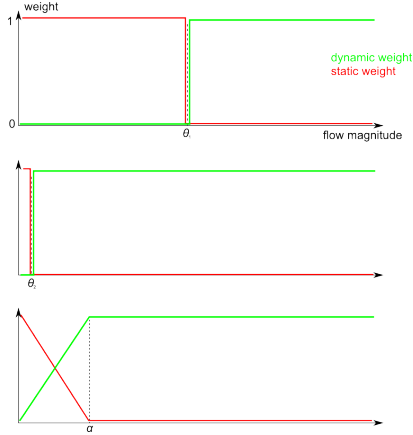 weight
1
dynamic weight
static weight
0
θ
flow magnitude
θ
α